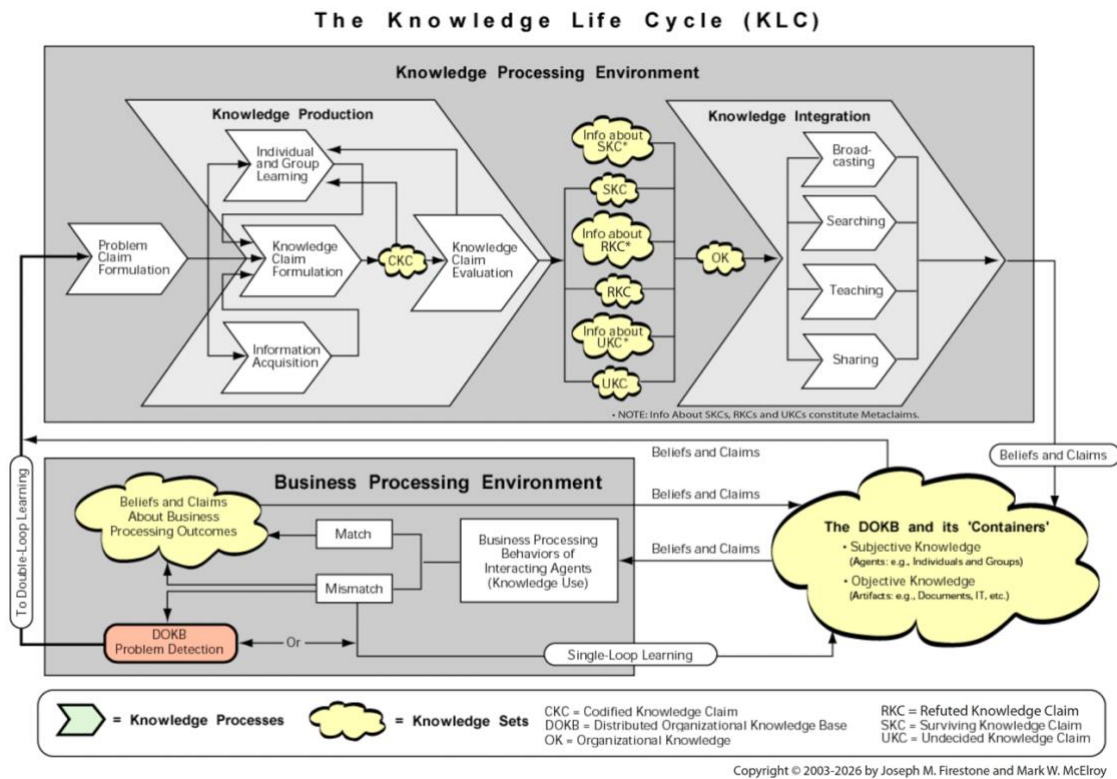 The Knowledge Life Cycle (KLC)
Knowledge Processing Environment
Knowledge Production
Individual
and Group
Learning
Problem
Claim
Formulation
Knowledge
Claim
Formulation
CKC
Knowledge
Claim
Evaluation
Information
Acquisition
Info about
SKC*
SKC
Info about
RKC*
RKC
Info about
UKC*
UKC
OK
Knowledge Integration
Broad-
casting
Searching
Teaching
Sharing
• NOTE: Info About SKCs, RKCs and UKCs constitute Metaclaims.
Beliefs and Claims
Beliefs and Claims
To Double-Loop Learning
Business Processing Environment
Beliefs and Claims
About Business
Processing Outcomes
Match
Mismatch
Business Processing
Behaviors of
Interacting Agents
(Knowledge Use)
Beliefs and Claims
Beliefs and Claims
DOKB
Problem Detection
Or
Single-Loop Learning
The DOKB and its 'Containers'
• Subjective Knowledge
(Agents: e.g., Individuals and Groups)
• Objective Knowledge
(Artifacts: e.g., Documents, IT, etc.)
= Knowledge Processes
= Knowledge Sets
CKC = Codified Knowledge Claim
DOKB = Distributed Organizational Knowledge Base
OK = Organizational Knowledge
RKC = Refuted Knowledge Claim
SKC = Surviving Knowledge Claim
UKC = Undecided Knowledge Claim
Copyright © 2003-2026 by Joseph M. Firestone and Mark W. McElroy